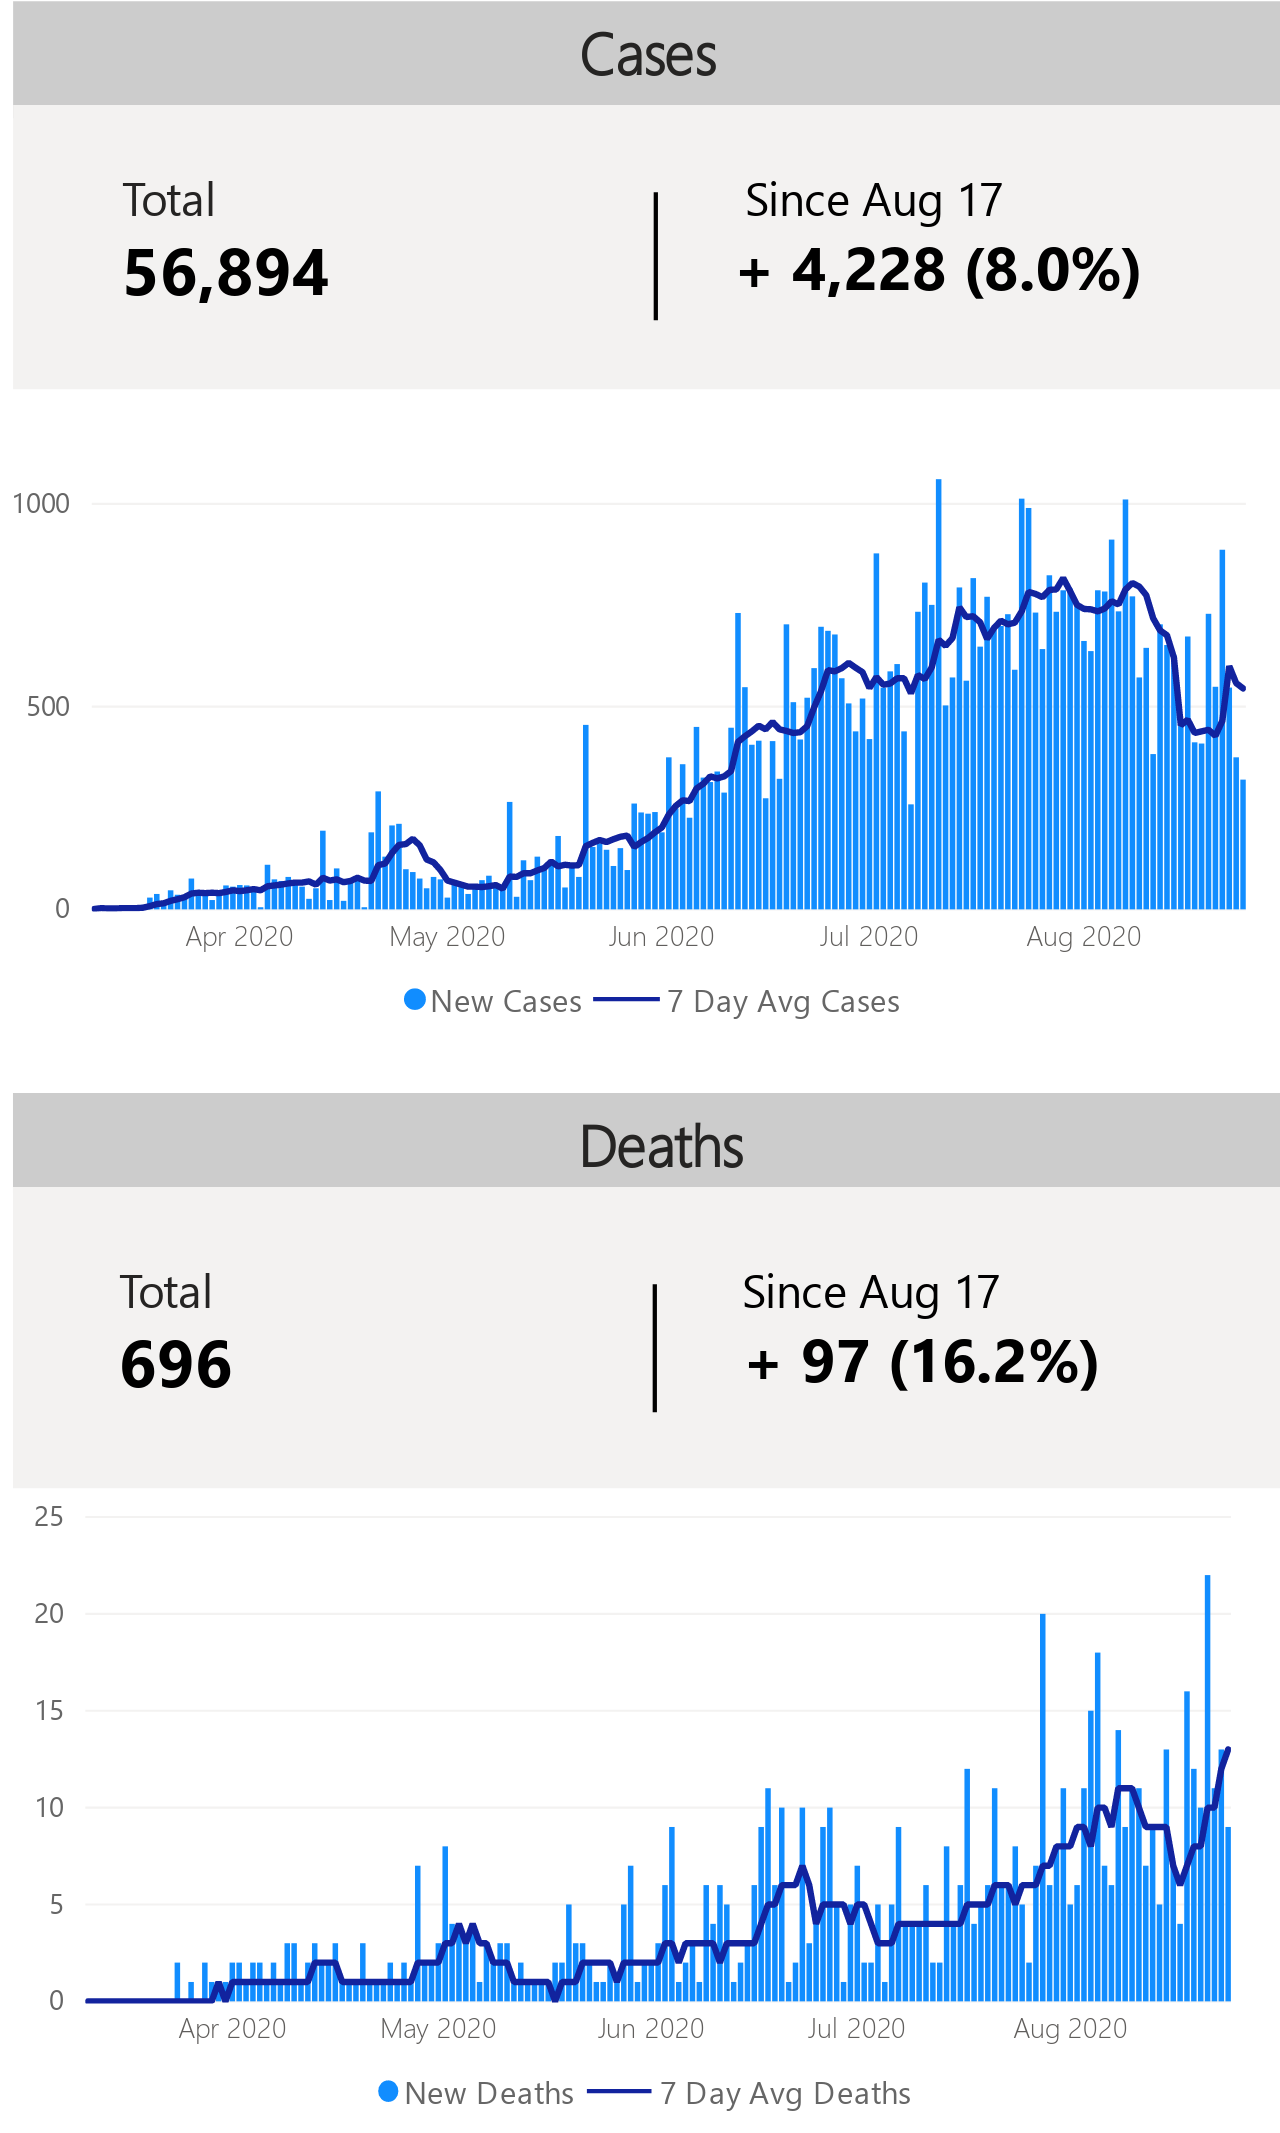 Cases
Total
Since Aug 17
56,894
+ 4,228 (8.0%)
1000
500
0
Apr 2020 May 2020 Jun 2020 Jul 2020 Aug 2020
New Cases 7 Day Avg Cases
Deaths
Total
Since Aug 17
696
+ 97 (16.2%)
25
20
15
10
5
0
Apr 2020 May 2020 Jun 2020 Jul 2020 Aug 2020
New Deaths 7 Day Avg Deaths